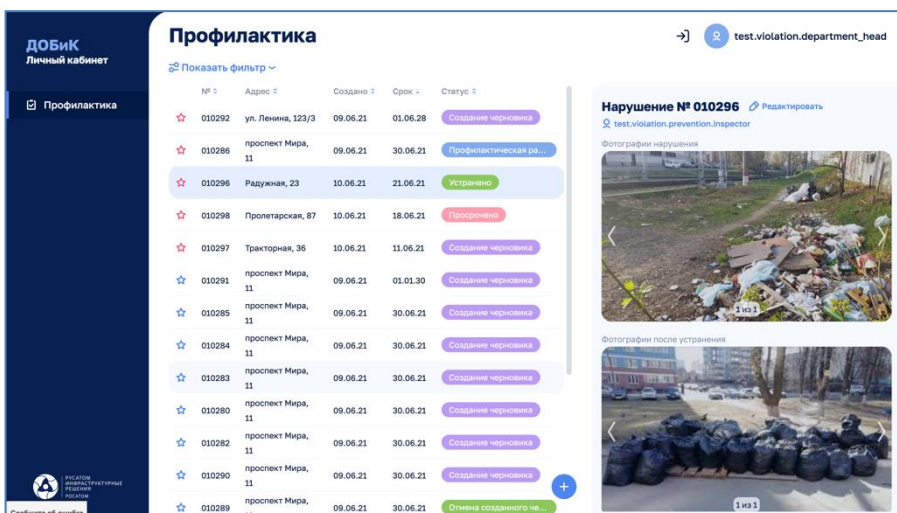 ДОБиК
Личный кабинет
Профилактика
РУСАТОМ
ИНФРАСТРУКТУРНЫЕ
РЕШЕНИЯ
РОСАТОМ
Профилактика
test.violation.department_head
Показать фильтр
№ Адрес Создано Срок Статус
010292 ул. Ленина, 123/3 09.06.21 01.06.28 Создание черновика
010286 проспект Мира, 11 09.06.21 30.06.21 Профилактическая ра...
010296 Радужная, 23 10.06.21 21.06.21 Устранено
010298 Пролетарская, 87 10.06.21 18.06.21 Просрочено
010297 Тракторная, 36 10.06.21 11.06.21 Создание черновика
010291 проспект Мира, 11 09.06.21 01.01.30 Создание черновика
010285 проспект Мира, 11 09.06.21 30.06.21 Создание черновика
010284 проспект Мира, 11 09.06.21 30.06.21 Создание черновика
010283 проспект Мира, 11 09.06.21 30.06.21 Создание черновика
010280 проспект Мира, 11 09.06.21 30.06.21 Создание черновика
010282 проспект Мира, 11 09.06.21 30.06.21 Создание черновика
010290 проспект Мира, 11 09.06.21 30.06.21 Создание черновика
010289 проспект Мира, 09.06.21 30.06.21 Отмена созданного че...
Нарушение № 010296 Редактировать
test.violation.prevention.inspector
Фотографии нарушения
1 из 1
Фотографии после устранения
1 из 1